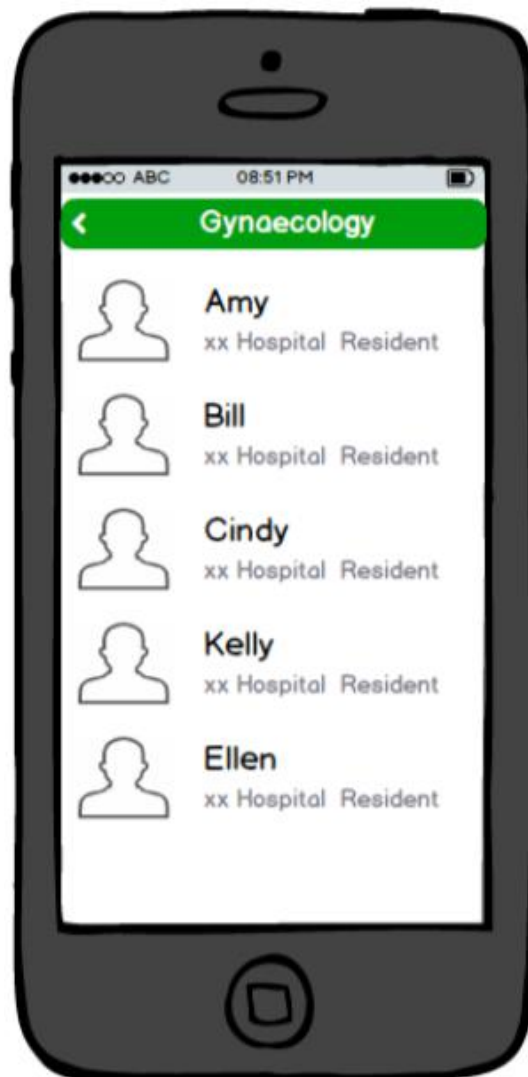 ABC 08:51 PM
Gynaecology
Amy
xx Hospital Resident
Bill
xx Hospital Resident
Cindy
xx Hospital Resident
Kelly
xx Hospital Resident
Ellen
xx Hospital Resident